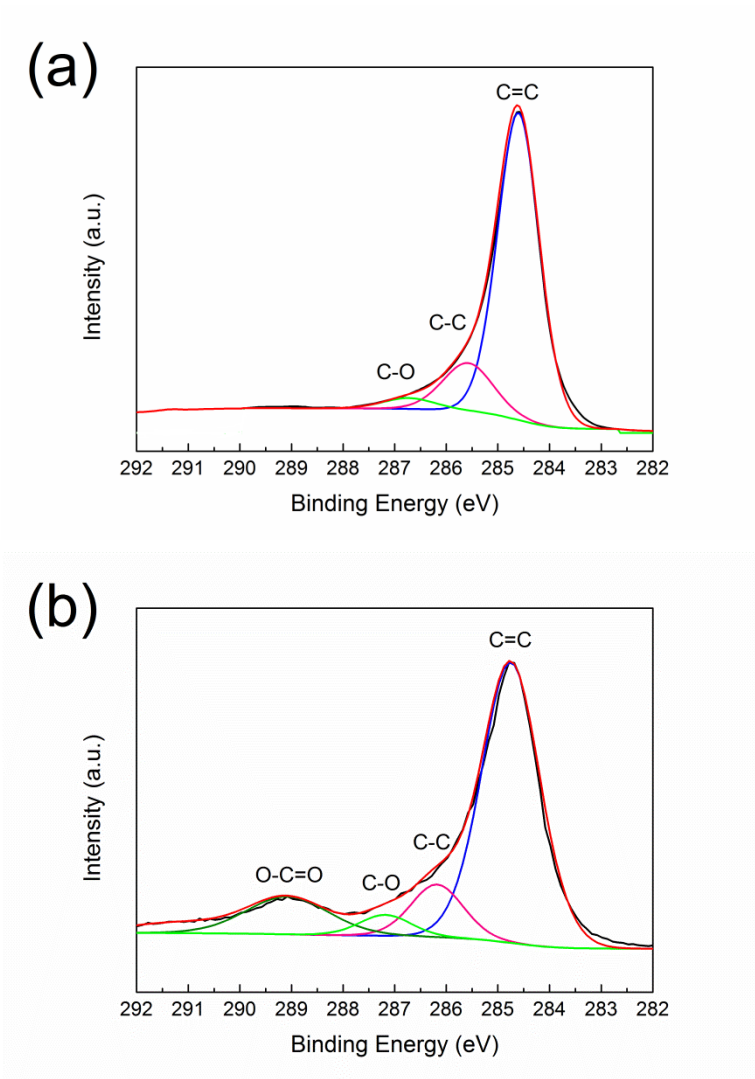 (a)
C=C
C-C
C-O
Intensity (a.u.)
292 291 290 289 288 287 286 285 284 283 282
Binding Energy (eV)
(b)
C=C
C-C
O-C=O
C-O
Intensity (a.u.)
292 291 290 289 288 287 286 285 284 283 282
Binding Energy (eV)